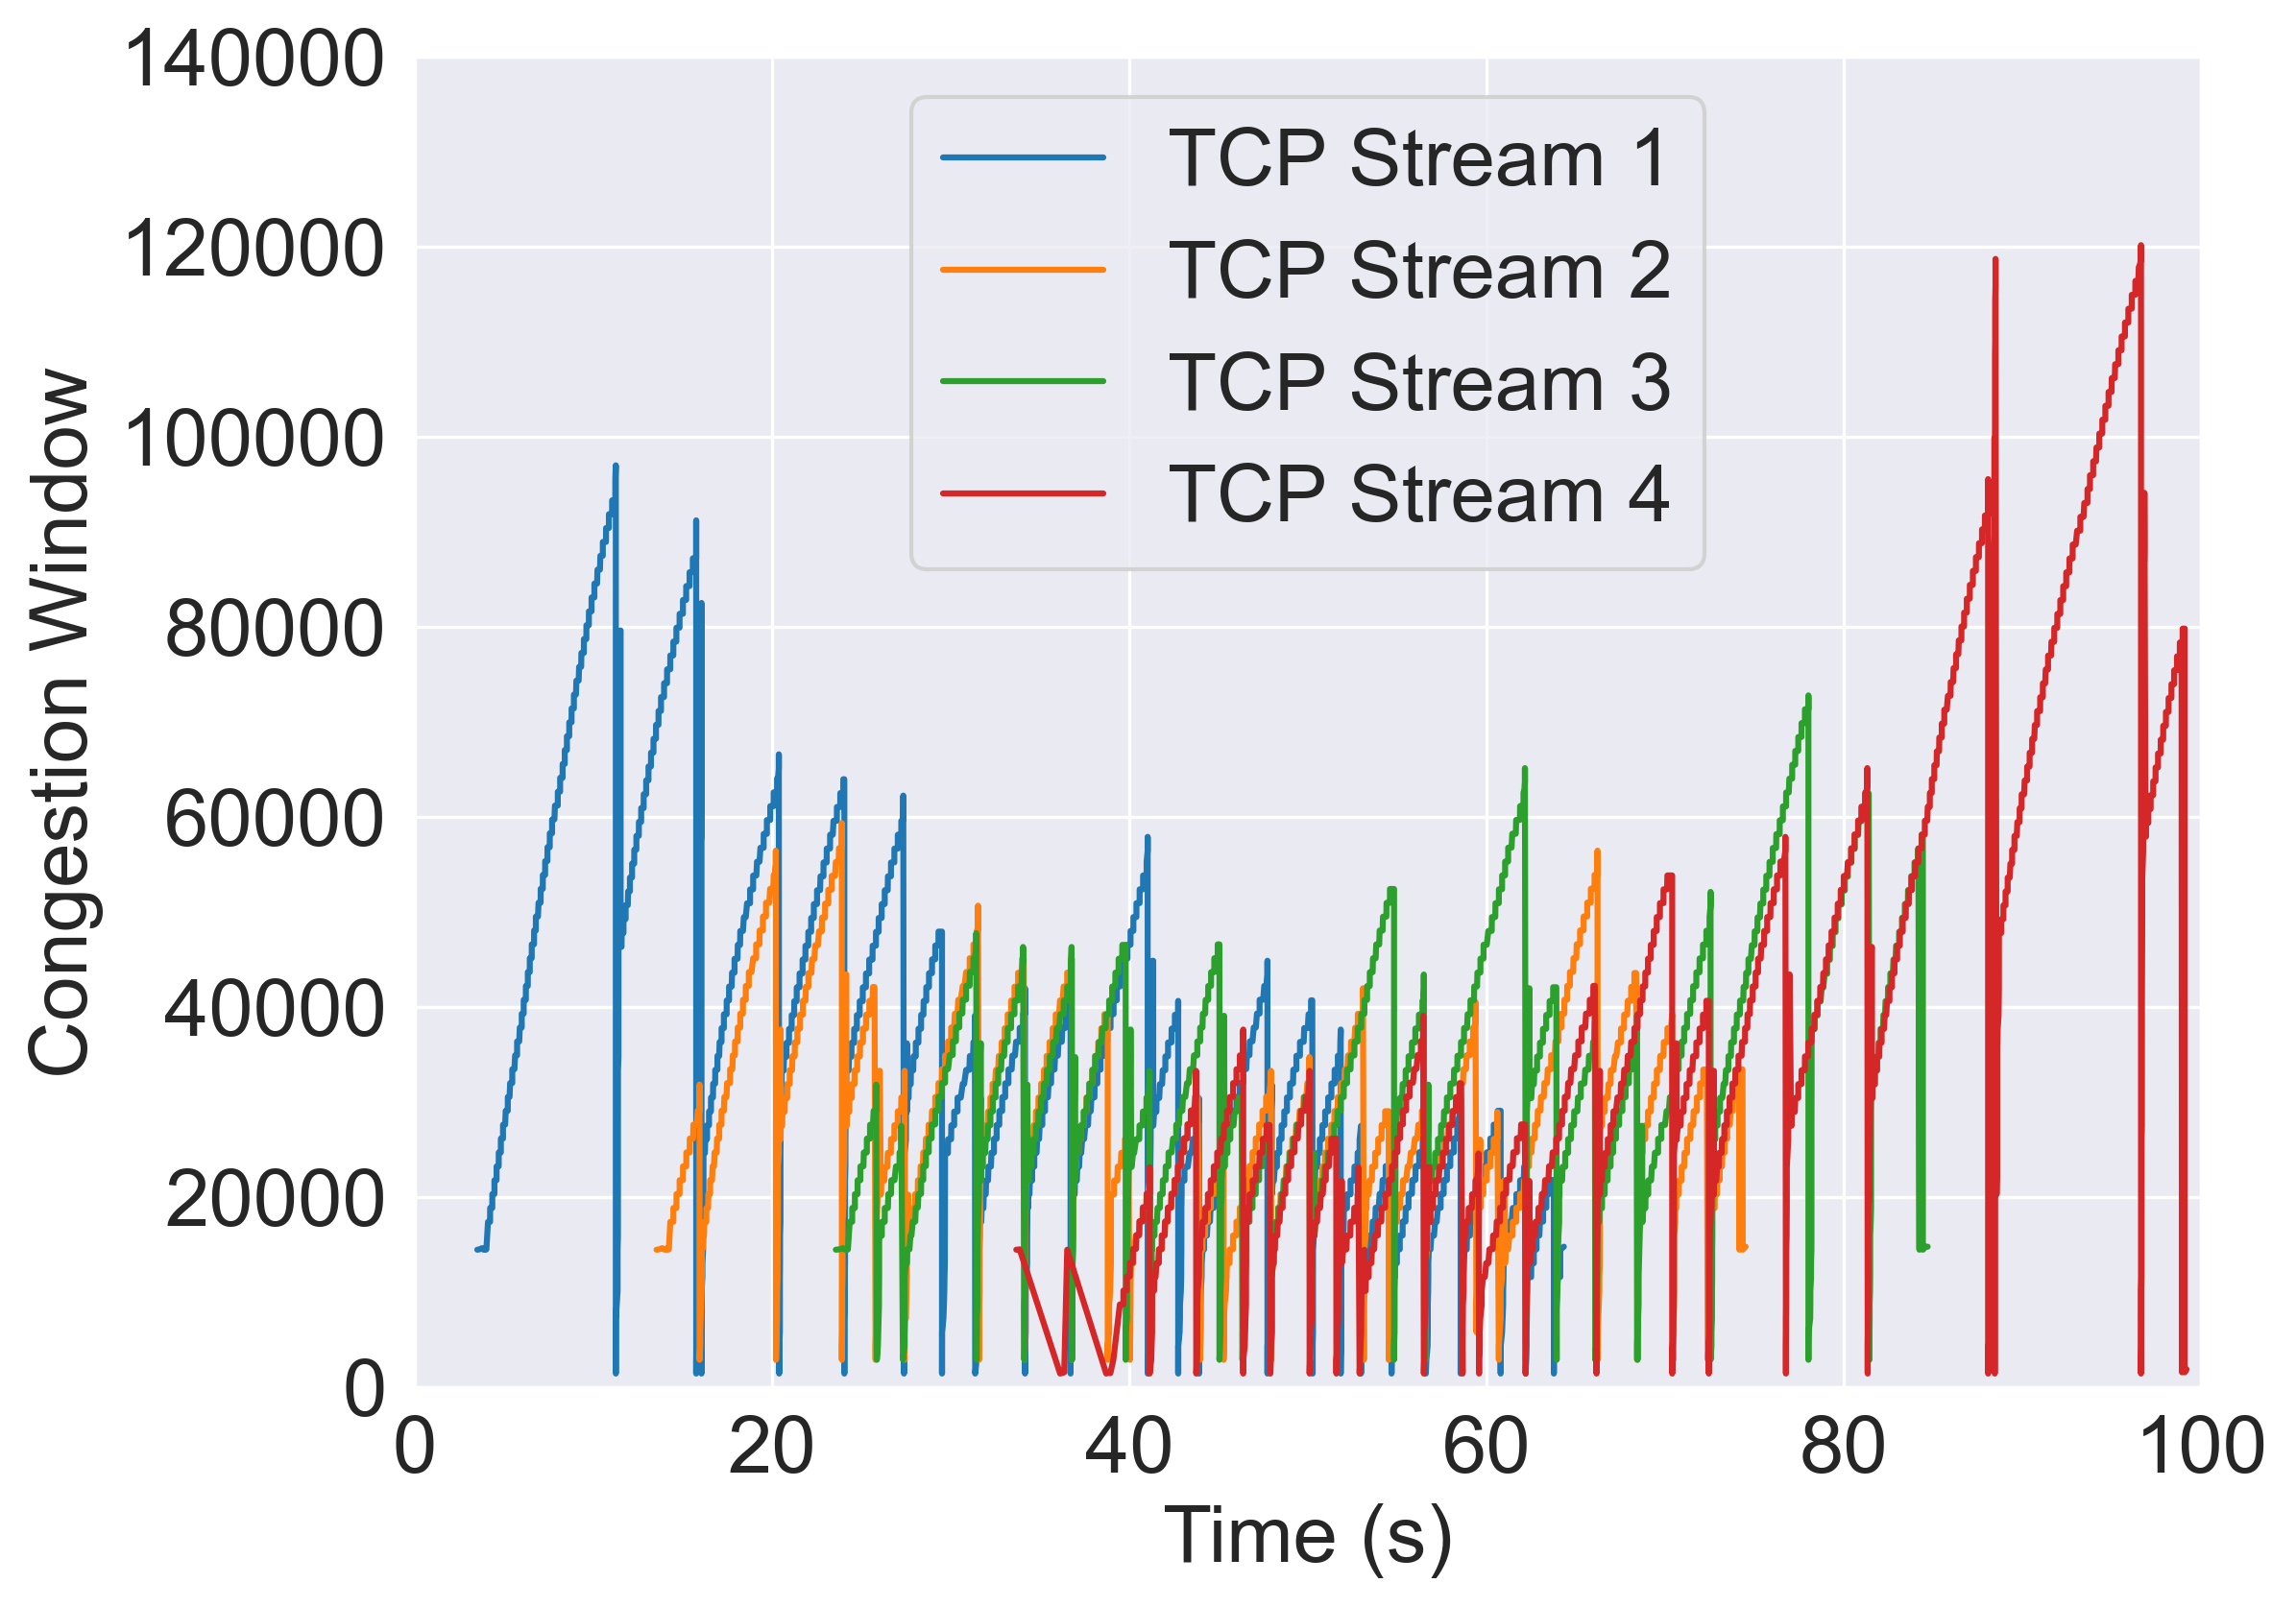 140000
120000
100000
80000
60000
40000
20000
0
Congestion Window
TCP Stream 1
TCP Stream 2
TCP Stream 3
TCP Stream 4
0 20 40 60 80 100
Time (s)